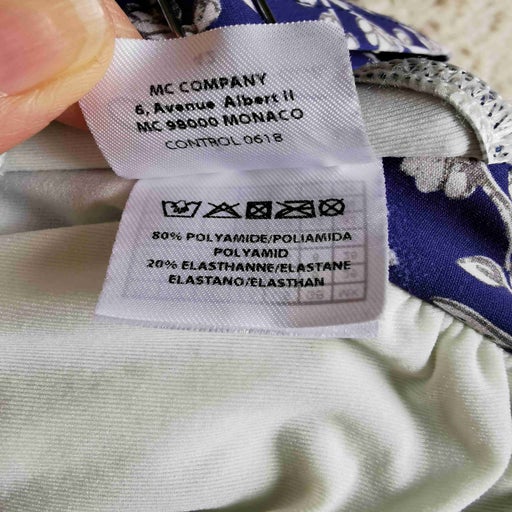 MC COMPANY
6, Avenue Albert II
MC 98000 MONACO
CONTROL 0618
80% POLYAMIDE/POLIAMIDA
POLYAMID
20% ELASTHANNE/ELASTANE
ELASTANO/ELASTHAN